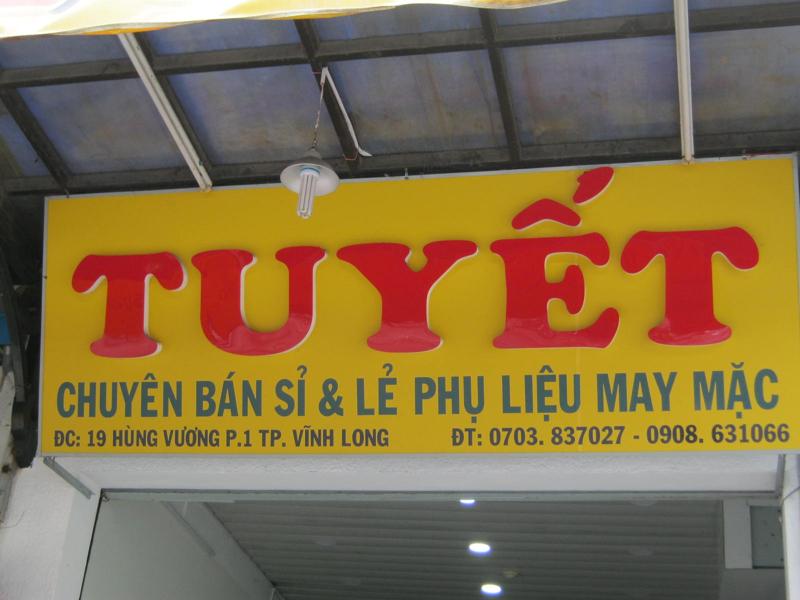 TUYẾT
CHUYÊN BÁN SỈ & LẺ PHỤ LIỆU MAY MẶC
ĐC: 19 HÙNG VƯƠNG P.1 TP. VĨNH LONG ĐT: 0703. 837027 - 0908. 631066